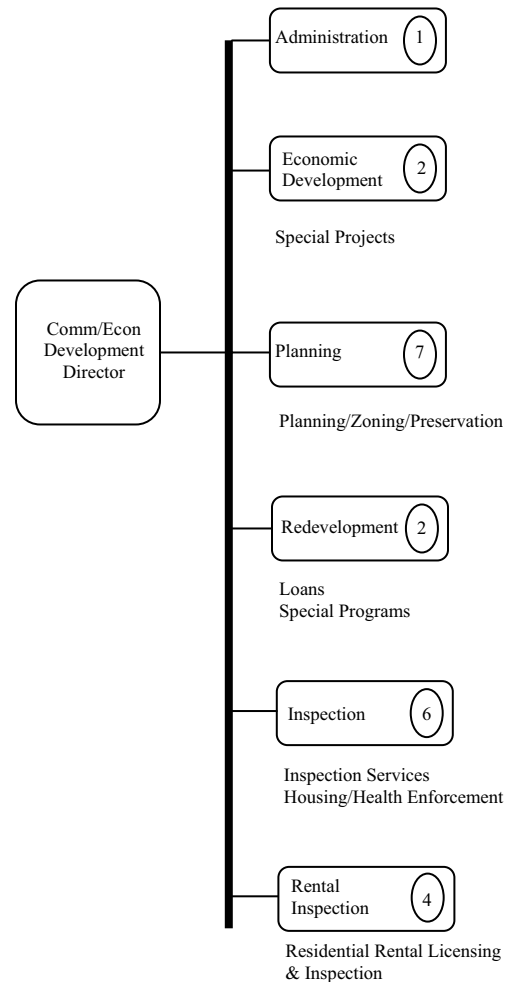 Administration 1
Economic
Development 2
Special Projects
Comm/Econ
Development
Director
Planning 7
Planning/Zoning/Preservation
Redevelopment 2
Loans
Special Programs
Inspection 6
Inspection Services
Housing/Health Enforcement
Rental
Inspection 4
Residential Rental Licensing
& Inspection